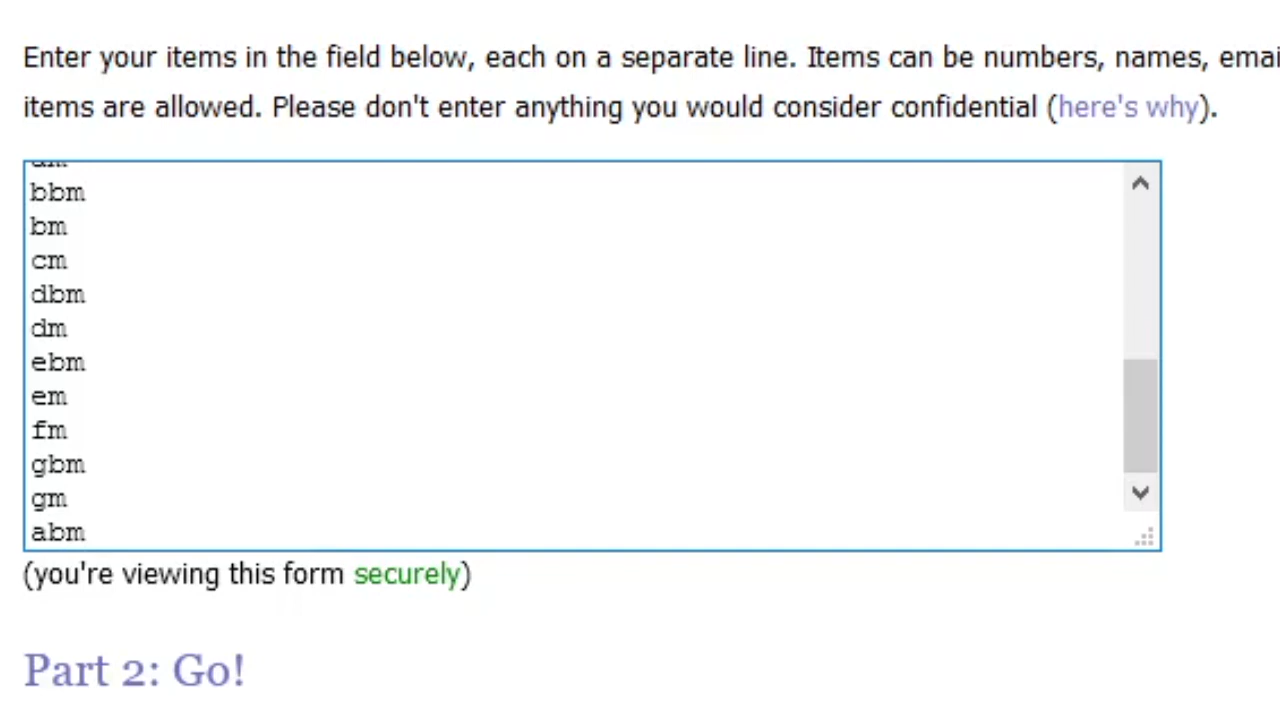 Enter your items in the field below, each on a separate line. Items can be numbers, names,
items are allowed. Please don't enter anything you would consider confidential (here's why).
bbm
bm
cm
dbm
dm
ebm
em
fm
gbm
gm
abm
(you're viewing this form securely)
Part 2: Go!